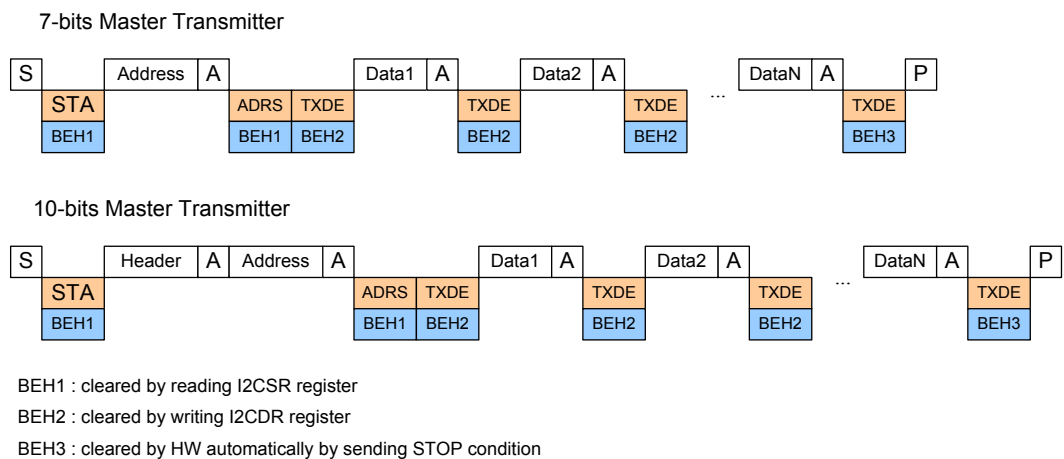 7-bits Master Transmitter
S Address A Data1 A Data2 A DataN A P
STA ADRS TXDE TXDE TXDE ... TXDE
BEH1 BEH1 BEH2 BEH2 BEH2 BEH3
10-bits Master Transmitter
S Header A Address A Data1 A Data2 A DataN A P
STA ADRS TXDE TXDE TXDE ... TXDE
BEH1 BEH1 BEH2 BEH2 BEH2 BEH3
BEH1 : cleared by reading I2CSR register
BEH2 : cleared by writing I2CDR register
BEH3 : cleared by HW automatically by sending STOP condition